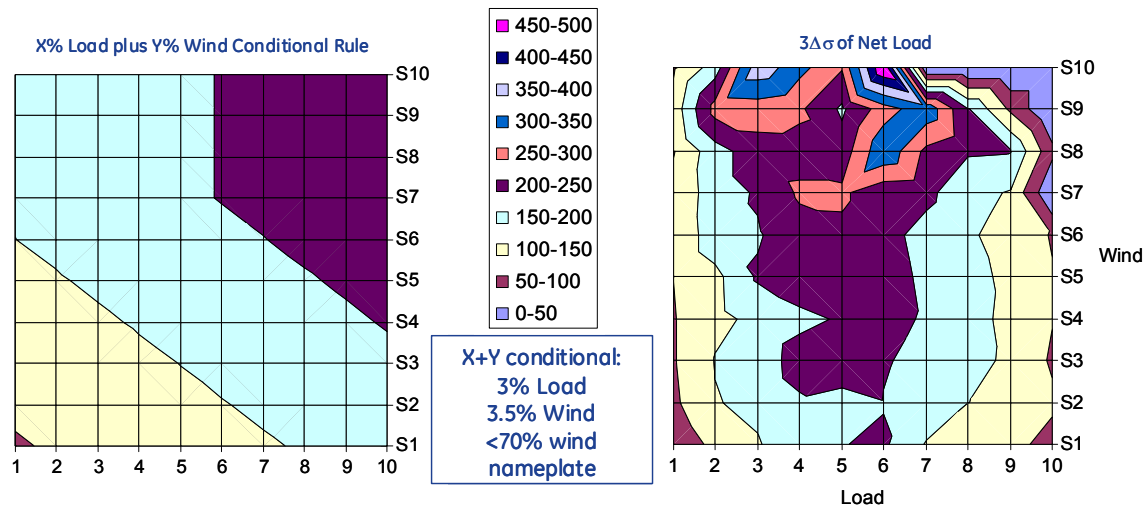 X% Load plus Y% Wind Conditional Rule
S10
S9
S8
S7
S6
S5
S4
S3
S2
S1
1 2 3 4 5 6 7 8 9 10
450-500
400-450
350-400
300-350
250-300
200-250
150-200
100-150
50-100
0-50
X+Y conditional:
3% Load
3.5% Wind
<70% wind
nameplate
3Δσ of Net Load
S10
S9
S8
S7
S6
S5
S4
S3
S2
S1
Wind
1 2 3 4 5 6 7 8 9 10
Load